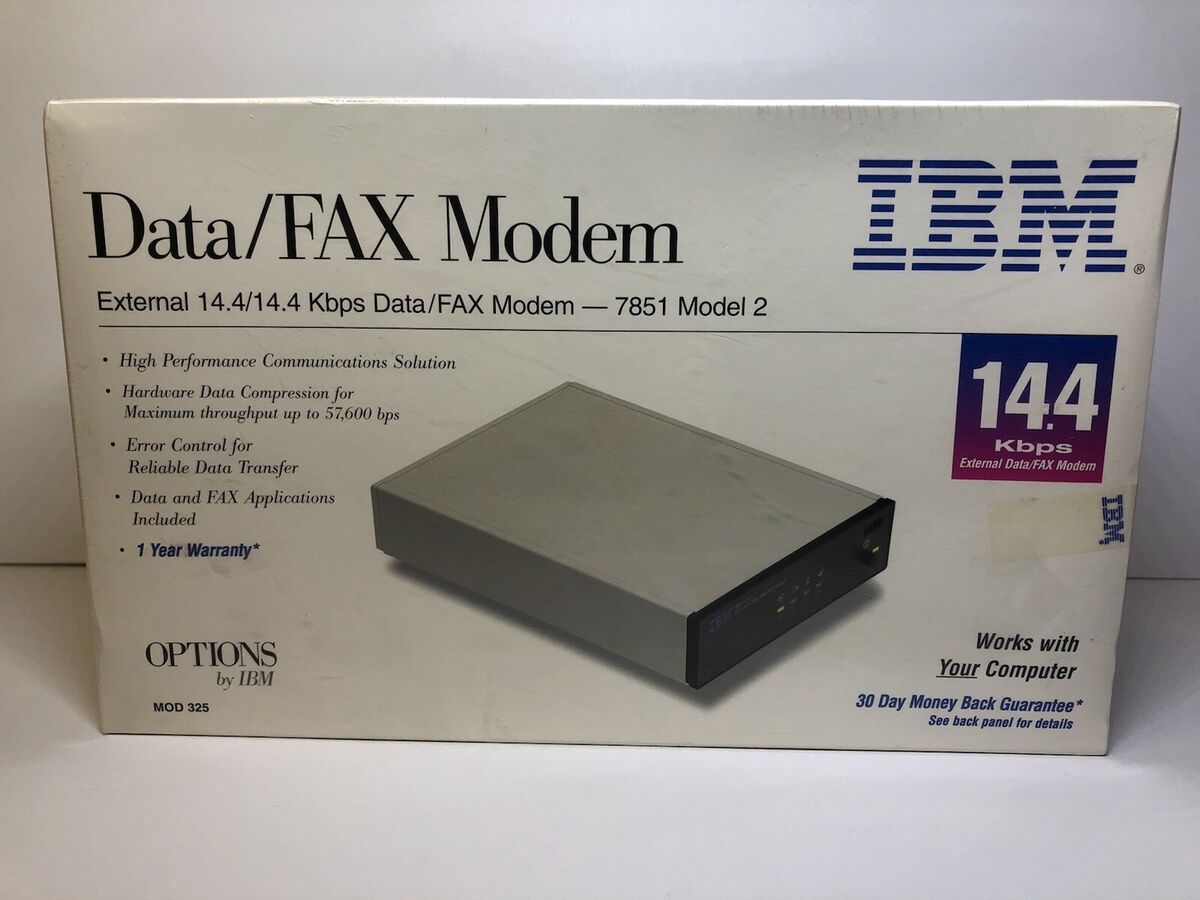 IBM®
Data/FAX Modem
External 14.4/14.4 Kbps Data/FAX Modem — 7851 Model 2
• High Performance Communications Solution
• Hardware Data Compression for
Maximum throughput up to 57,600 bps
• Error Control for
Reliable Data Transfer
• Data and FAX Applications
Included
• 1 Year Warranty*
14.4
Kbps
External Data/FAX Modem
IBM
IBM
IBM
OPTIONS
by IBM
MOD 325
Works with
Your Computer
30 Day Money Back Guarantee*
See back panel for details